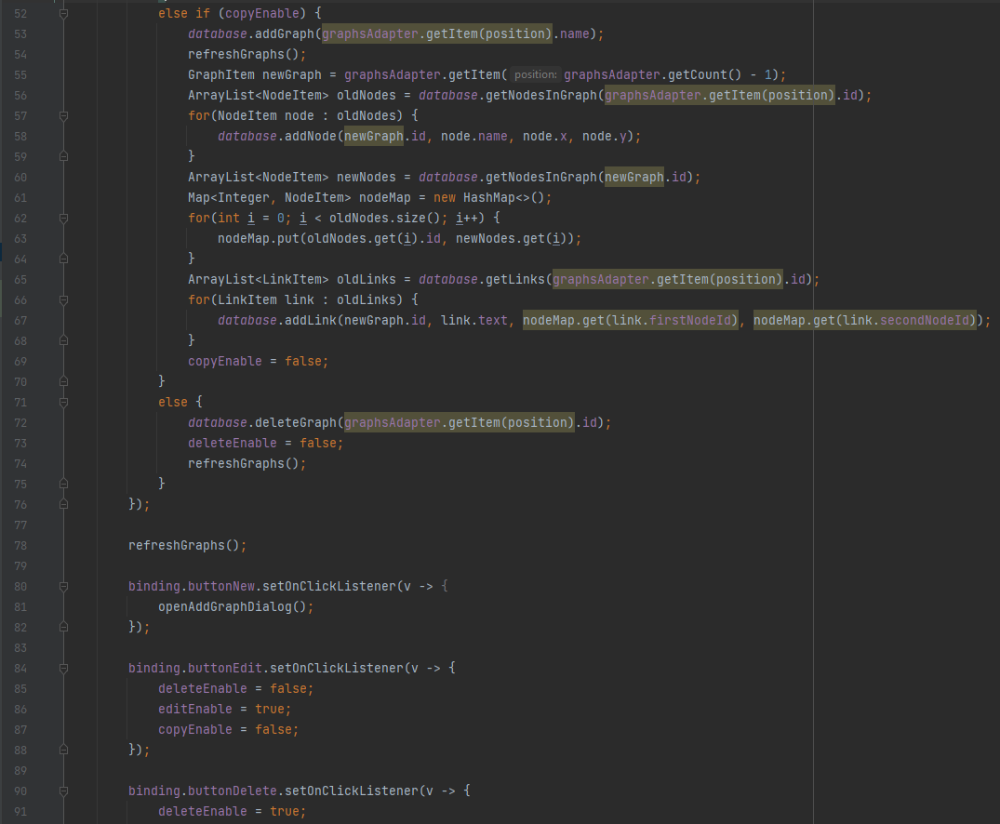 52 else if (copyEnable) {
53 database.addGraph(graphsAdapter.getItem(position).name);
54 refreshGraphs();
55 GraphItem newGraph = graphsAdapter.getItem( position: graphsAdapter.getCount() - 1);
56 ArrayList<NodeItem> oldNodes = database.getNodesInGraph(graphsAdapter.getItem(position).id);
57 for(NodeItem node : oldNodes) {
58 database.addNode(newGraph.id, node.name, node.x, node.y);
59 }
60 ArrayList<NodeItem> newNodes = database.getNodesInGraph(newGraph.id);
61 Map<Integer, NodeItem> nodeMap = new HashMap<>();
62 for(int i = 0; i < oldNodes.size(); i++) {
63 nodeMap.put(oldNodes.get(i).id, newNodes.get(i));
64 }
65 ArrayList<LinkItem> oldLinks = database.getLinks(graphsAdapter.getItem(position).id);
66 for(LinkItem link : oldLinks) {
67 database.addLink(newGraph.id, link.text, nodeMap.get(link.firstNodeId), nodeMap.get(link.secondNodeId));
68 }
69 copyEnable = false;
70 }
71 else {
72 database.deleteGraph(graphsAdapter.getItem(position).id);
73 deleteEnable = false;
74 refreshGraphs();
75 }
76 });
77
78 refreshGraphs();
79
80 binding.buttonNew.setOnClickListener(v -> {
81 openAddGraphDialog();
82 });
83
84 binding.buttonEdit.setOnClickListener(v -> {
85 deleteEnable = false;
86 editEnable = true;
87 copyEnable = false;
88 });
89
90 binding.buttonDelete.setOnClickListener(v -> {
91 deleteEnable = true;